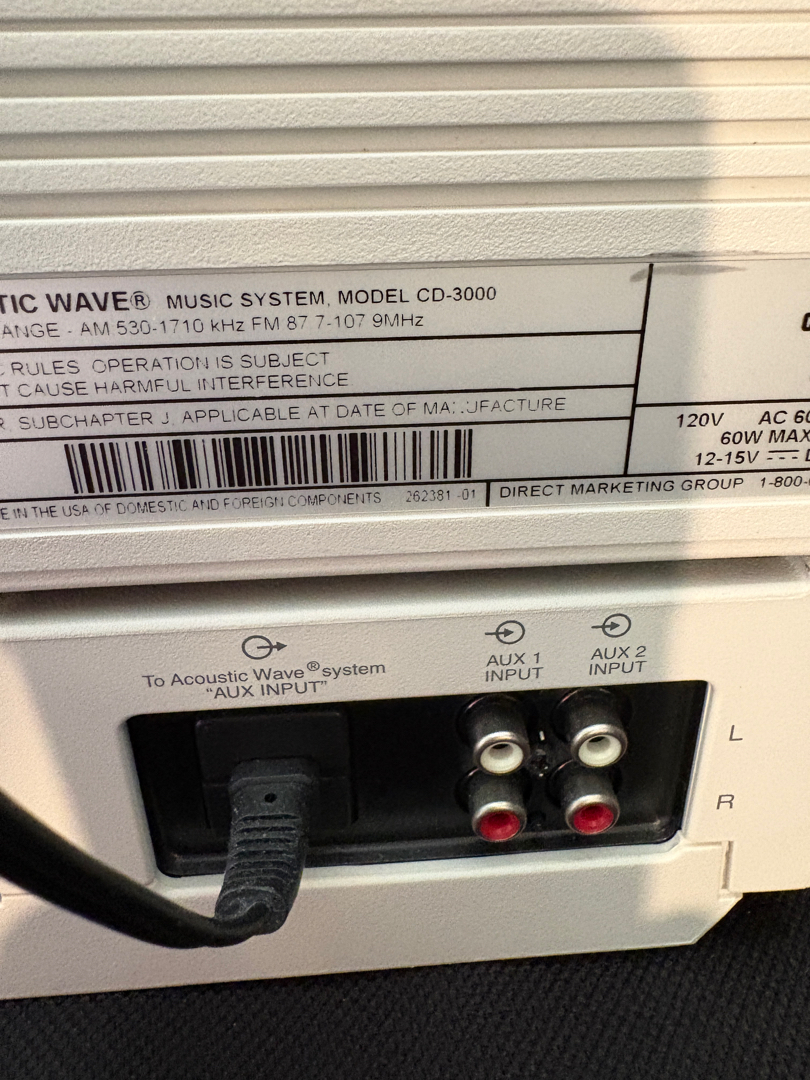 TIC WAVE® MUSIC SYSTEM, MODEL CD-3000
ANGE - AM 530-1710 kHz FM 87.7-107.9MHz
C RULES OPERATION IS SUBJECT
T CAUSE HARMFUL INTERFERENCE
R, SUBCHAPTER J, APPLICABLE AT DATE OF MANUFACTURE
120V AC 60
60W MAX
12-15V
E IN THE USA OF DOMESTIC AND FOREIGN COMPONENTS 262381-01
DIRECT MARKETING GROUP 1-800-
To Acoustic Wave® system
"AUX INPUT"
AUX 1
INPUT
AUX 2
INPUT
L
R